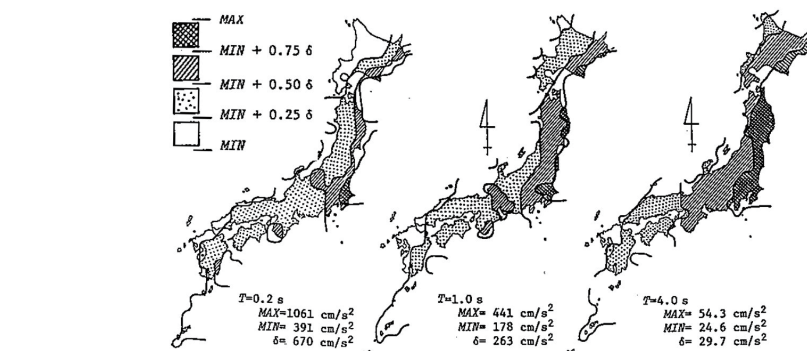 MAX
MIN + 0.75 δ
MIN + 0.50 δ
MIN + 0.25 δ
MIN
T=0.2 s
MAX=1061 cm/s²
MIN= 391 cm/s²
δ= 670 cm/s²
T=1.0 s
MAX= 441 cm/s²
MIN= 178 cm/s²
δ= 263 cm/s²
T=4.0 s
MAX= 54.3 cm/s²
MIN= 24.6 cm/s²
δ= 29.7 cm/s²